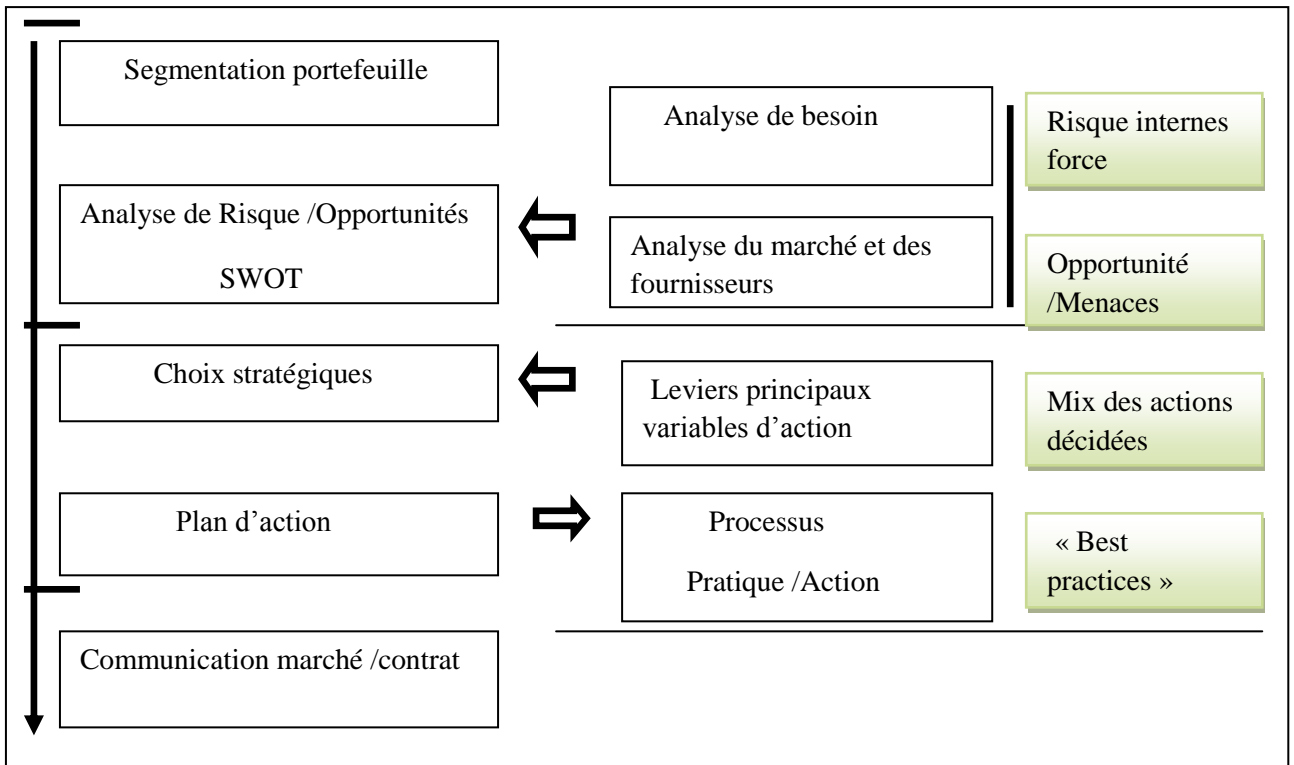 Segmentation portefeuille
Analyse de besoin
Risque internes
force
Analyse de Risque /Opportunités
SWOT
Analyse du marché et des
fournisseurs
Opportunité
/Menaces
Choix stratégiques
Leviers principaux
variables d’action
Mix des actions
décidées
Plan d’action
Processus
Pratique /Action
« Best
practices »
Communication marché /contrat